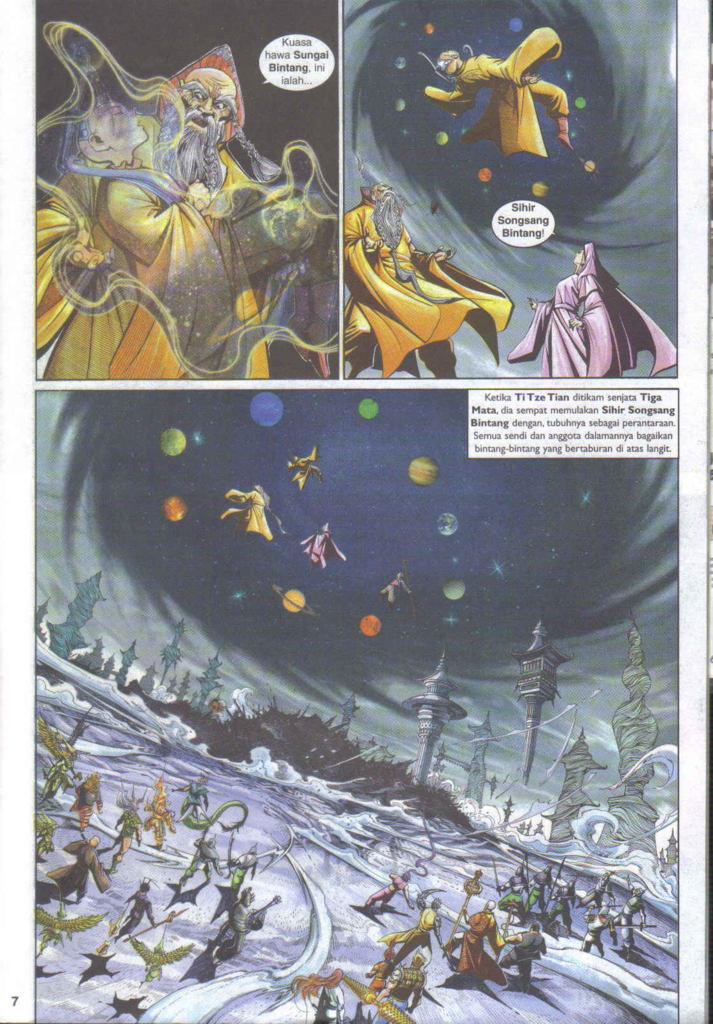 Kuasa
hawa Sungai
Bintang, ini
ialah...
Sihir
Songsang
Bintang!
Ketika Ti Tze Tian ditikam senjata Tiga
Mata, dia sempat memulakan Sihir Songsang
Bintang dengan, tubuhnya sebagai perantaraan.
Semua sendi dan anggota dalamannya bagaikan
bintang-bintang yang bertaburan di atas langit.
7